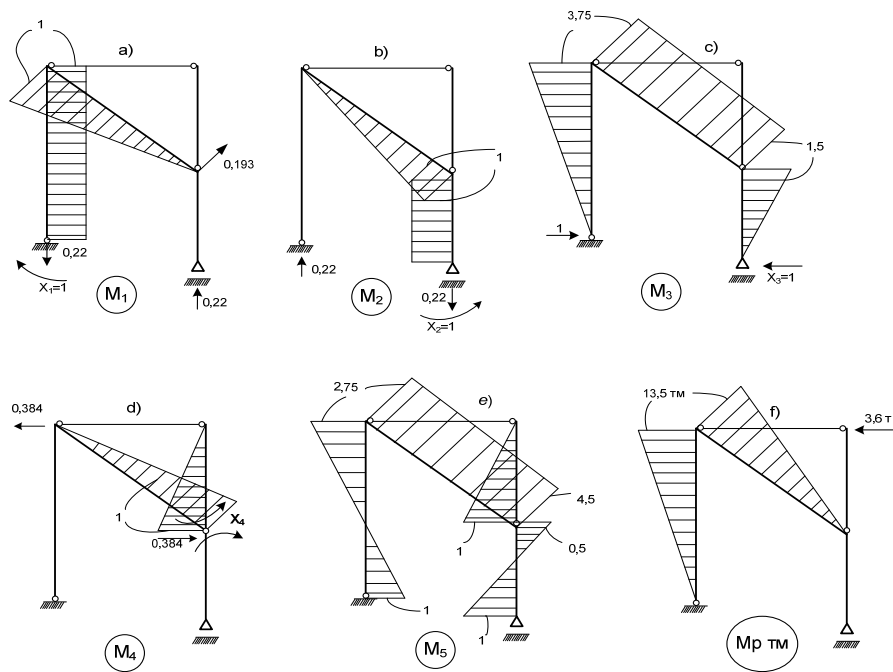 1
a)
0,193
0,22
X₁=1
M₁
0,22
b)
1
0,22
M₂
0,22
X₂=1
3,75
c)
1,5
1
X₃=1
M₃
0,384
d)
1
X₄
0,384
M₄
2,75
e)
4,5
1
0,5
1
1
M₅
13,5 тм
f)
3,6 т
Мр тм